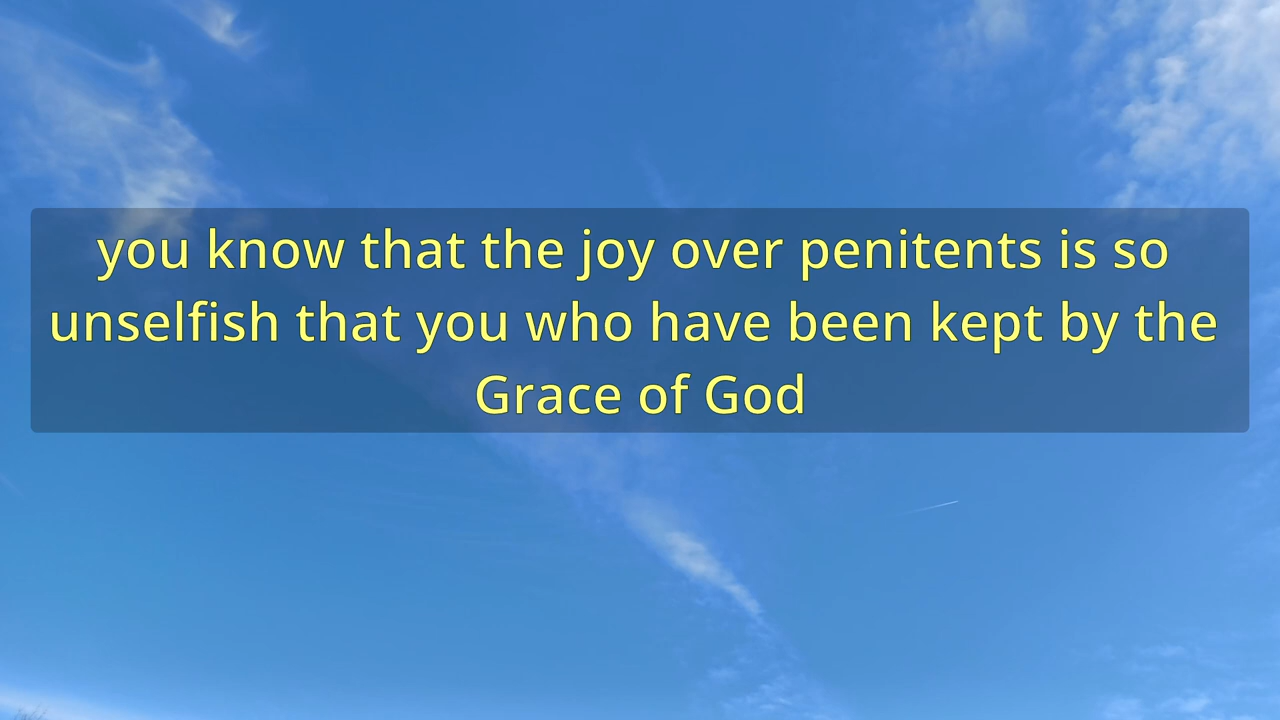 you know that the joy over penitents is so
unselfish that you who have been kept by the
Grace of God